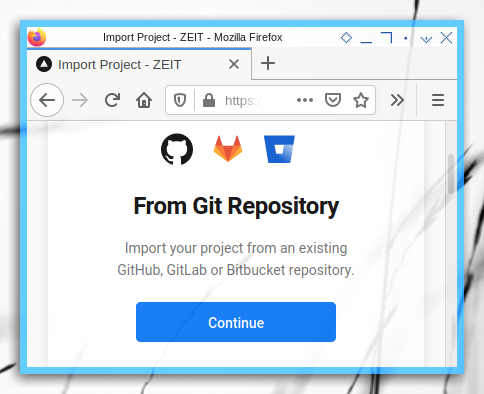 Import Project - ZEIT - Mozilla Firefox
Import Project - ZEIT
https:
From Git Repository
Import your project from an existing
GitHub, GitLab or Bitbucket repository.
Continue